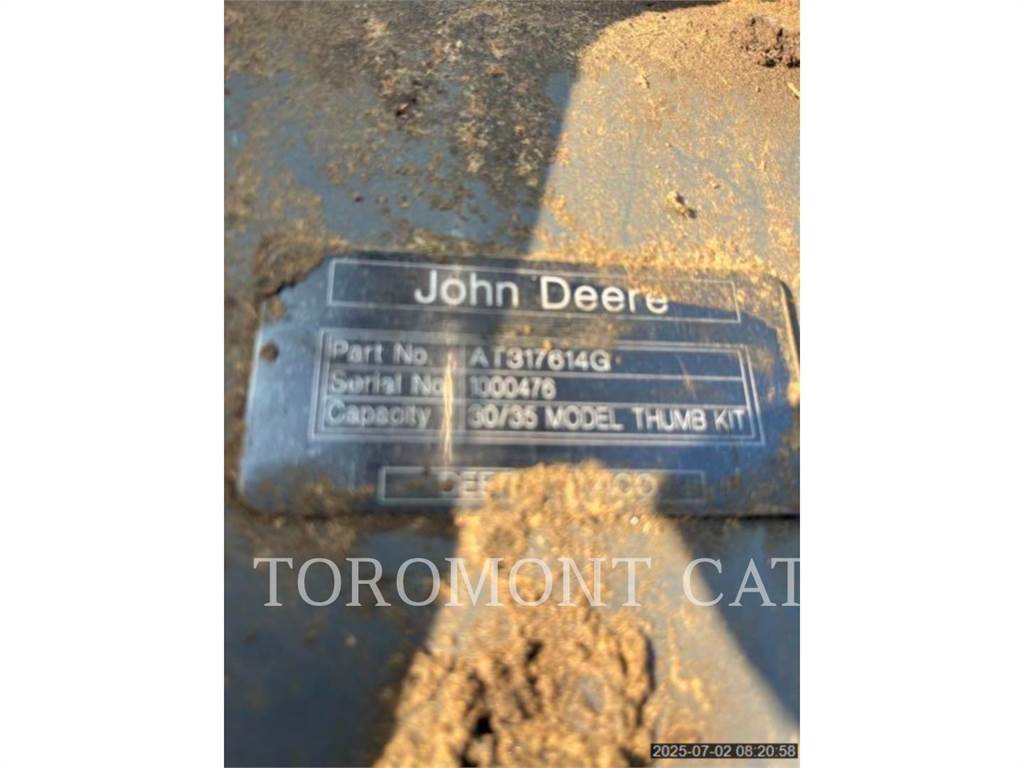 John Deere
Part No. AT317614G
Serial No 1000476
Capacity 30/35 MODEL THUMB KIT
TOROMONT CAT
2025-07-02 08:20:58